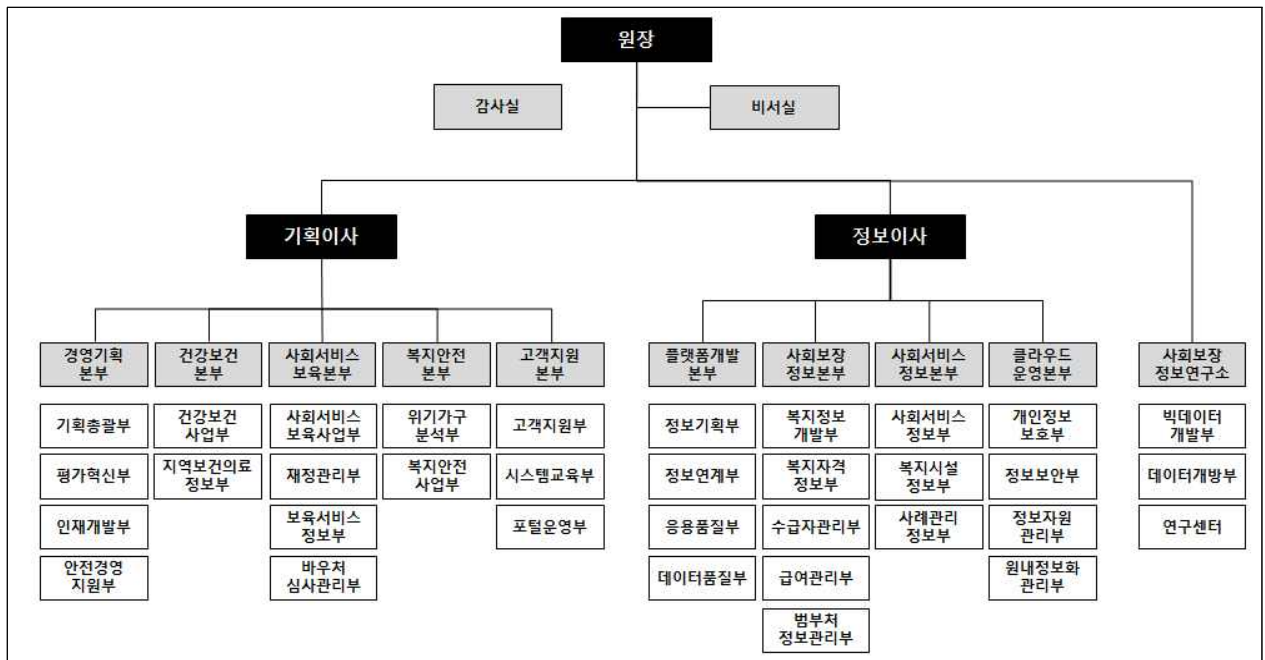 원장
감사실
비서실
기획이사
정보이사
경영기획
본부
건강보건
본부
사회서비스
보육본부
복지안전
본부
고객지원
본부
플랫폼개발
본부
사회보장
정보본부
사회서비스
정보본부
클라우드
운영본부
사회보장
정보연구소
기획총괄부
평가혁신부
인재개발부
안전경영
지원부
건강보건
사업부
지역보건의료
정보부
사회서비스
보육사업부
재정관리부
보육서비스
정보부
바우처
심사관리부
위기가구
분석부
복지안전
사업부
고객지원부
시스템교육부
포털운영부
정보기획부
정보연계부
응용품질부
데이터품질부
복지정보
개발부
복지자격
정보부
수급자관리부
급여관리부
범부처
정보관리부
사회서비스
정보부
복지시설
정보부
사례관리
정보부
개인정보
보호부
정보보안부
정보자원
관리부
원내정보화
관리부
빅데이터
개발부
데이터개방부
연구센터